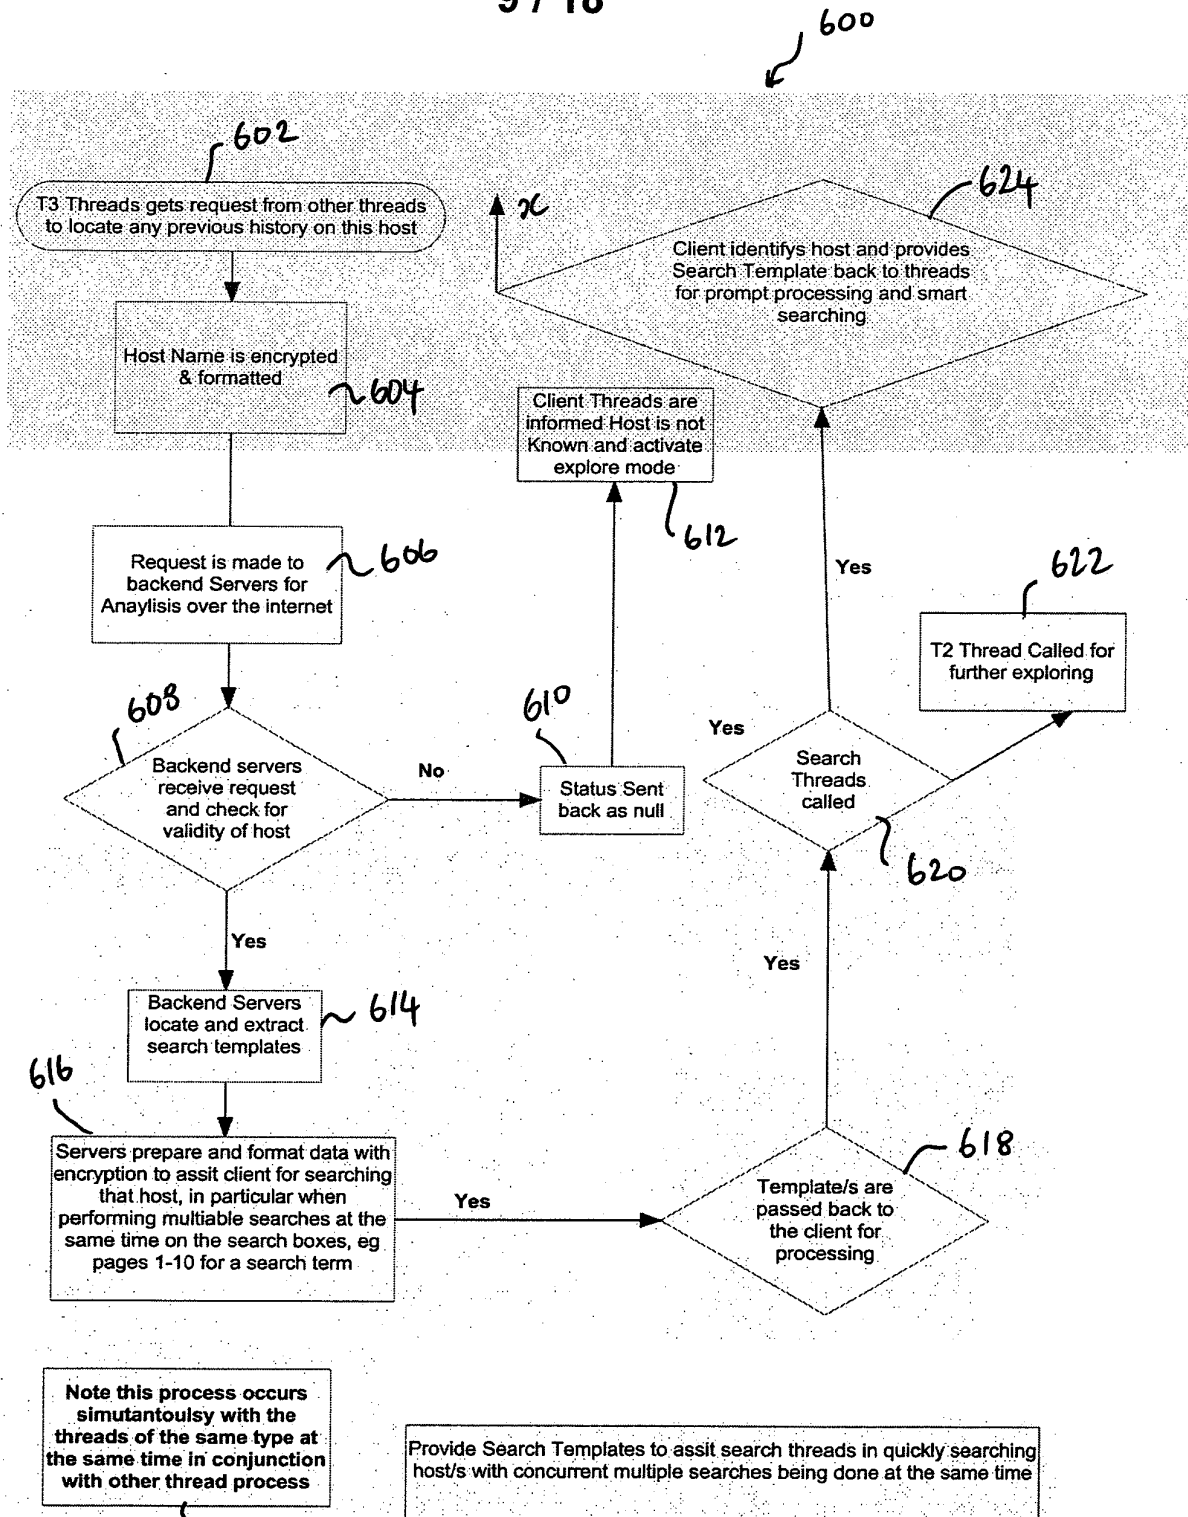 9 / 18
600
602
T3 Threads gets request from other threads
to locate any previous history on this host
x
624
Client identifys host and provides
Search Template back to threads
for prompt processing and smart
searching
Host Name is encrypted
& formatted
604
Client Threads are
informed Host is not
Known and activate
explore mode
612
Request is made to
backend Servers for
Anaylisis over the internet
606
Yes
622
T2 Thread Called for
further exploring
608
Backend servers
receive request
and check for
validity of host
No
610
Status Sent
back as null
Yes
Search
Threads
called
620
Yes
Yes
Backend Servers
locate and extract
search templates
614
616
Servers prepare and format data with
encryption to assit client for searching
that host, in particular when
performing multiable searches at the
same time on the search boxes, eg
pages 1-10 for a search term
Yes
618
Template/s are
passed back to
the client for
processing
Note this process occurs
simutantoulsy with the
threads of the same type at
the same time in conjunction
with other thread process
Provide Search Templates to assit search threads in quickly searching
host/s with concurrent multiple searches being done at the same time